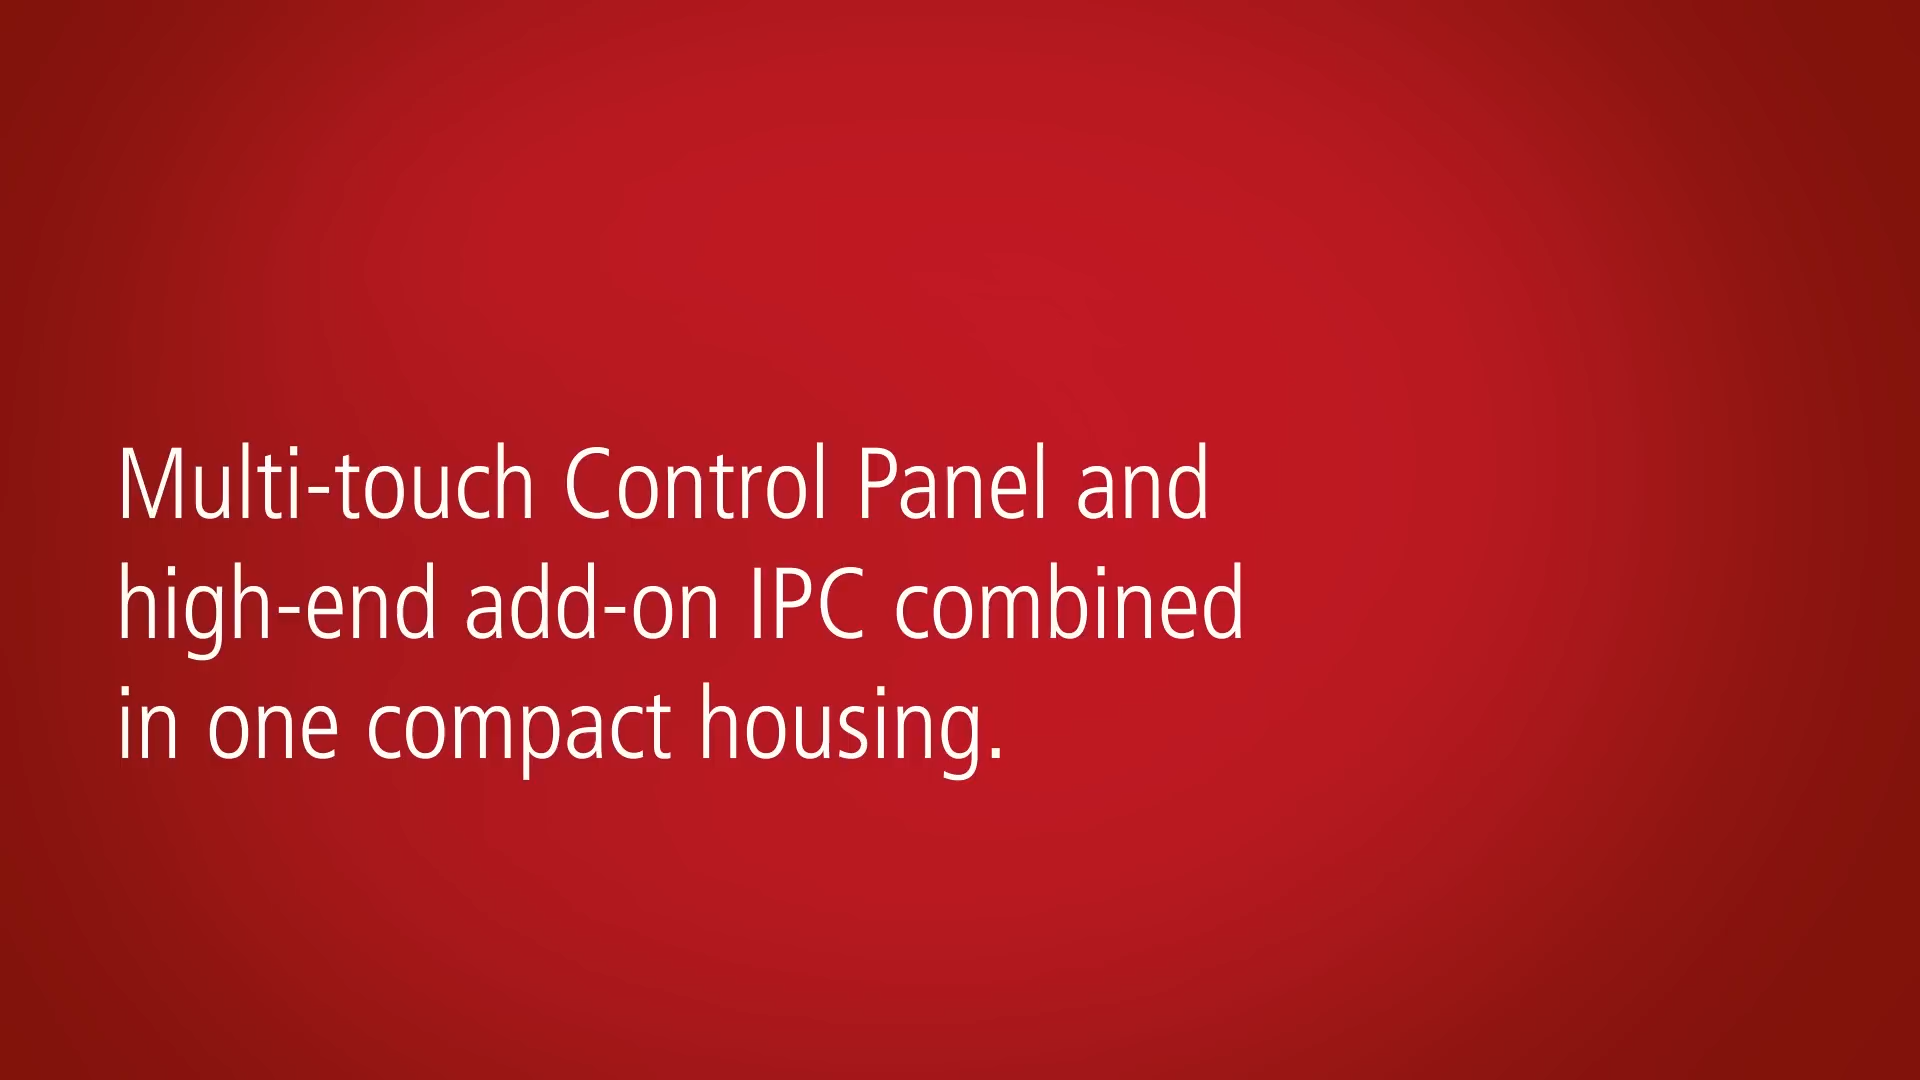 Multi-touch Control Panel and
high-end add-on IPC combined
in one compact housing.